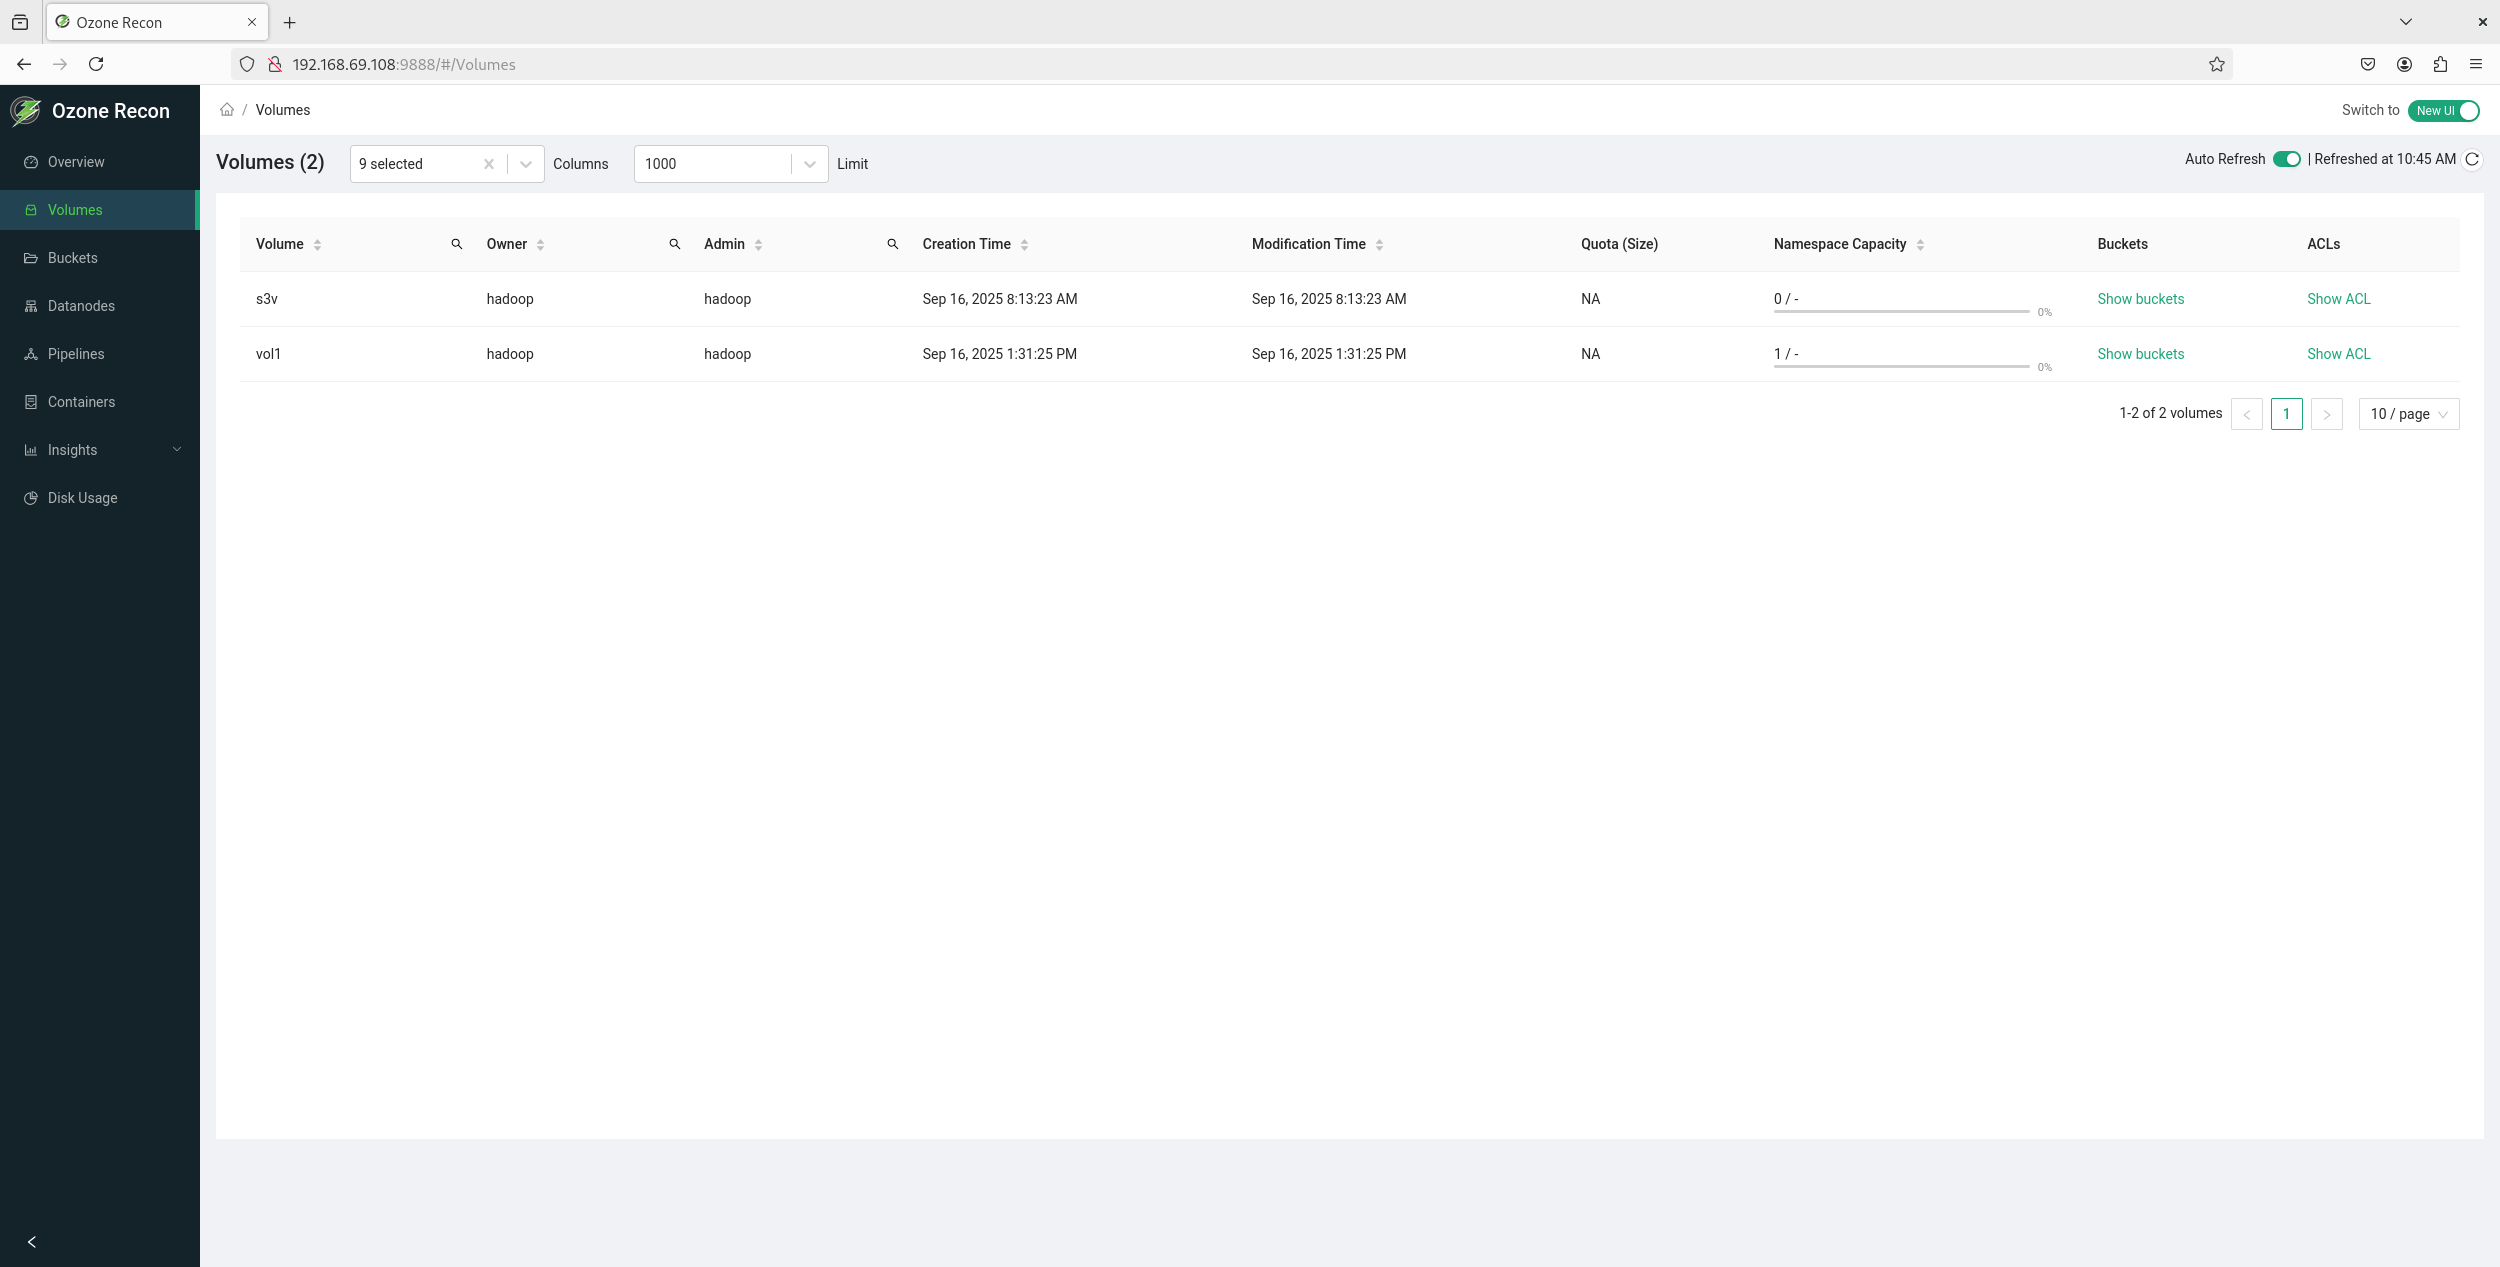 Ozone Recon
192.168.69.108:9888/#/Volumes
Ozone Recon
/ Volumes
Switch to New UI
Overview
Volumes
Buckets
Datanodes
Pipelines
Containers
Insights
Disk Usage
Volumes (2) 9 selected Columns 1000 Limit
Auto Refresh | Refreshed at 10:45 AM
Volume Owner Admin Creation Time Modification Time Quota (Size) Namespace Capacity Buckets ACLs
s3v hadoop hadoop Sep 16, 2025 8:13:23 AM Sep 16, 2025 8:13:23 AM NA 0 / - 0% Show buckets Show ACL
vol1 hadoop hadoop Sep 16, 2025 1:31:25 PM Sep 16, 2025 1:31:25 PM NA 1 / - 0% Show buckets Show ACL
1-2 of 2 volumes < 1 > 10 / page